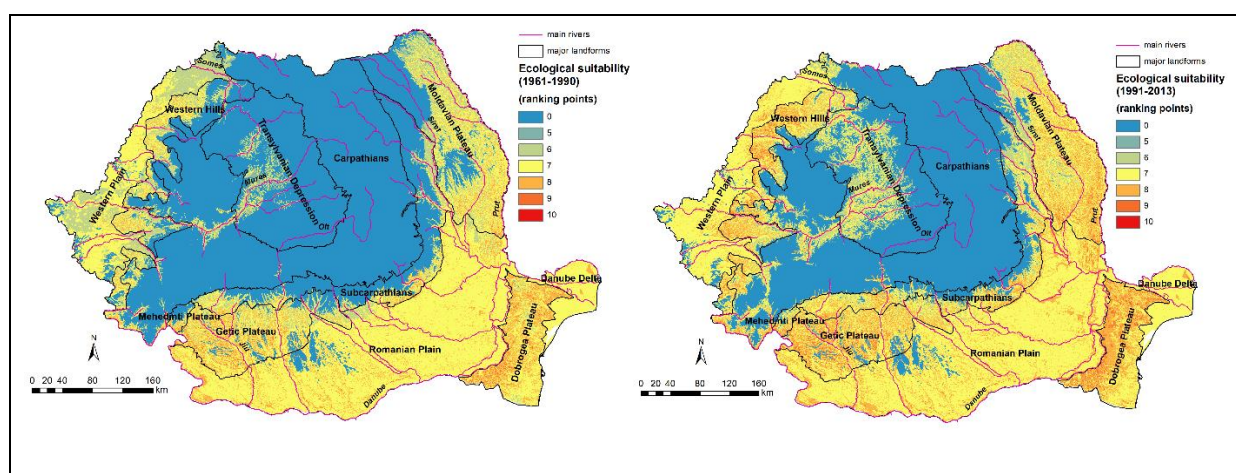 main rivers
major landforms
Ecological suitability
(1961-1990)
(ranking points)
0
5
6
7
8
9
10
Somes
Western Hills
Western Plain
Transylvanian Depression
Mures
Carpathians
Olt
Siret
Moldavian Plateau
Prut
Subcarpathians
Mehedinti Plateau
Getic Plateau
Jiu
Romanian Plain
Danube
Danube Delta
Dobrogea Plateau
N
0 20 40 80 120 160
km
main rivers
major landforms
Ecological suitability
(1991-2013)
(ranking points)
0
5
6
7
8
9
10
Somes
Western Hills
Western Plain
Transylvanian Depression
Mures
Carpathians
Olt
Siret
Moldavian Plateau
Prut
Subcarpathians
Mehedinti Plateau
Getic Plateau
Jiu
Romanian Plain
Danube
Danube Delta
Dobrogea Plateau
N
0 20 40 80 120 160
km